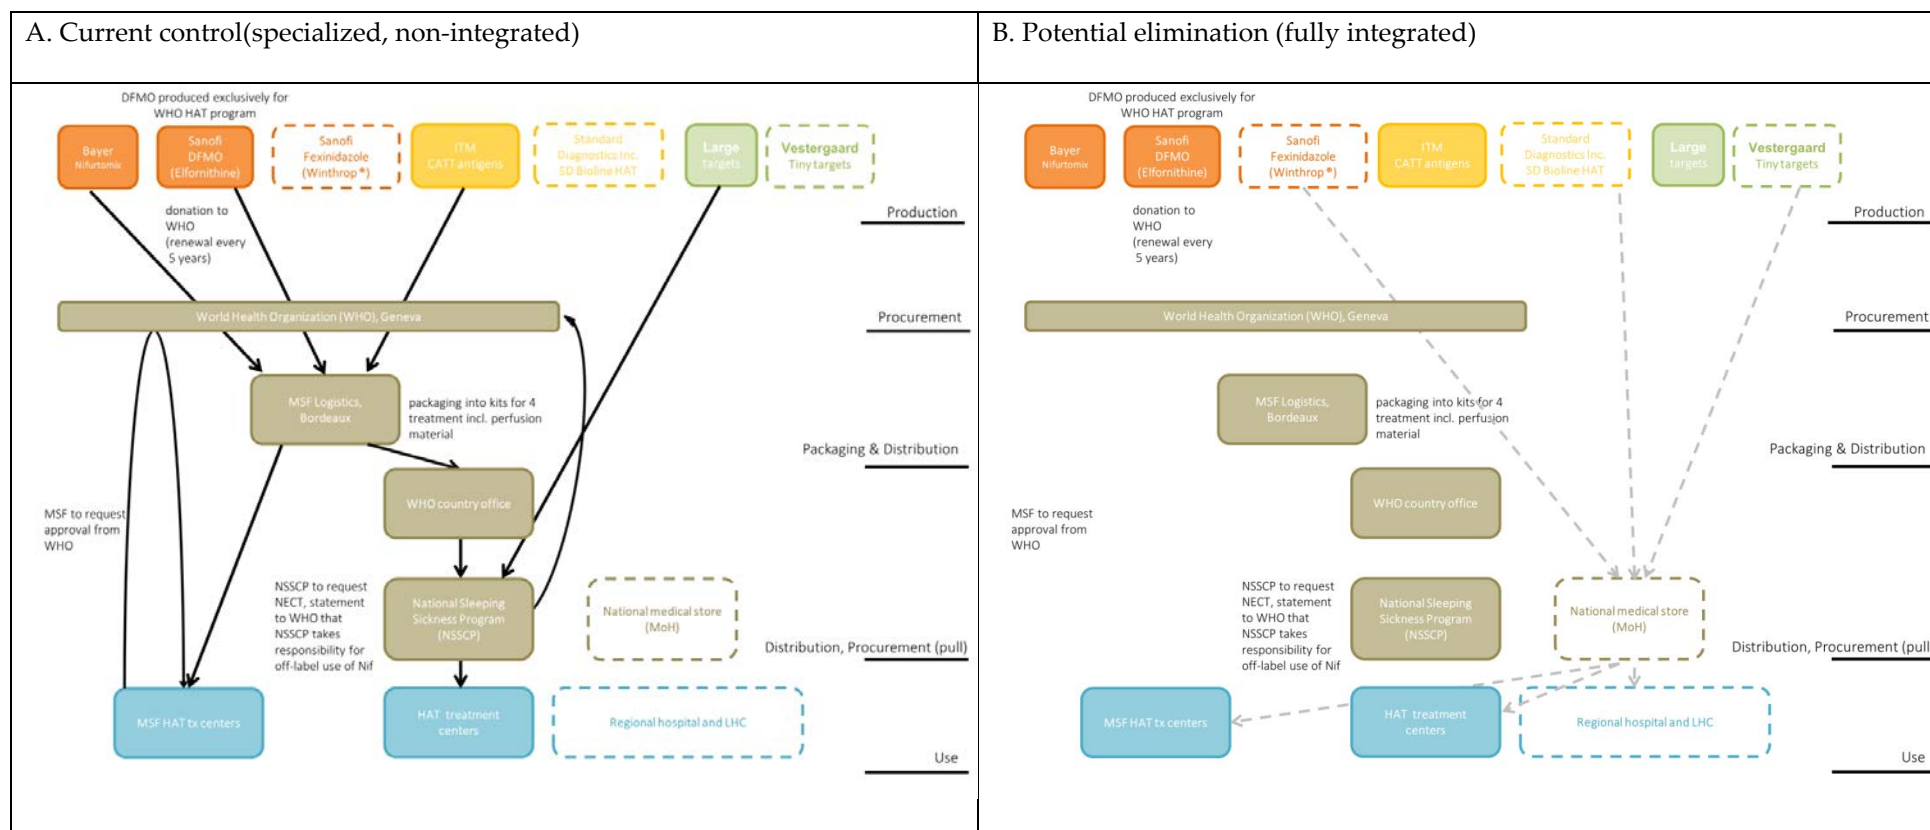 A. Current control(specialized, non-integrated)
DFMO produced exclusively for
WHO HAT program
Bayer
Nifurtomix
Sanofi
DFMO
(Elfornithine)
Sanofi
Fexinidazole
(Winthrop®)
ITM
CATT antigens
Standard
Diagnostics Inc.
SD Bioline HAT
Large
targets
Vestergaard
Tiny targets
donation to
WHO
(renewal every
5 years)
Production
World Health Organization (WHO), Geneva
Procurement
MSF Logistics,
Bordeaux
packaging into kits for 4
treatment incl. perfusion
material
Packaging & Distribution
WHO country office
MSF to request
approval from
WHO
NSSCP to request
NECT, statement
to WHO that
NSSCP takes
responsibility for
off-label use of Nif
National Sleeping
Sickness Program
(NSSCP)
National medical store
(MoH)
Distribution, Procurement (pull)
MSF HAT tx centers
HAT treatment
centers
Regional hospital and LHC
Use
B. Potential elimination (fully integrated)
DFMO produced exclusively for
WHO HAT program
Bayer
Nifurtomix
Sanofi
DFMO
(Elfornithine)
Sanofi
Fexinidazole
(Winthrop®)
ITM
CATT antigens
Standard
Diagnostics Inc.
SD Bioline HAT
Large
targets
Vestergaard
Tiny targets
donation to
WHO
(renewal every
5 years)
Production
World Health Organization (WHO), Geneva
Procurement
MSF Logistics,
Bordeaux
packaging into kits for 4
treatment incl. perfusion
material
Packaging & Distribution
WHO country office
MSF to request
approval from
WHO
NSSCP to request
NECT, statement
to WHO that
NSSCP takes
responsibility for
off-label use of Nif
National Sleeping
Sickness Program
(NSSCP)
National medical store
(MoH)
Distribution, Procurement (pull
MSF HAT tx centers
HAT treatment
centers
Regional hospital and LHC
Use